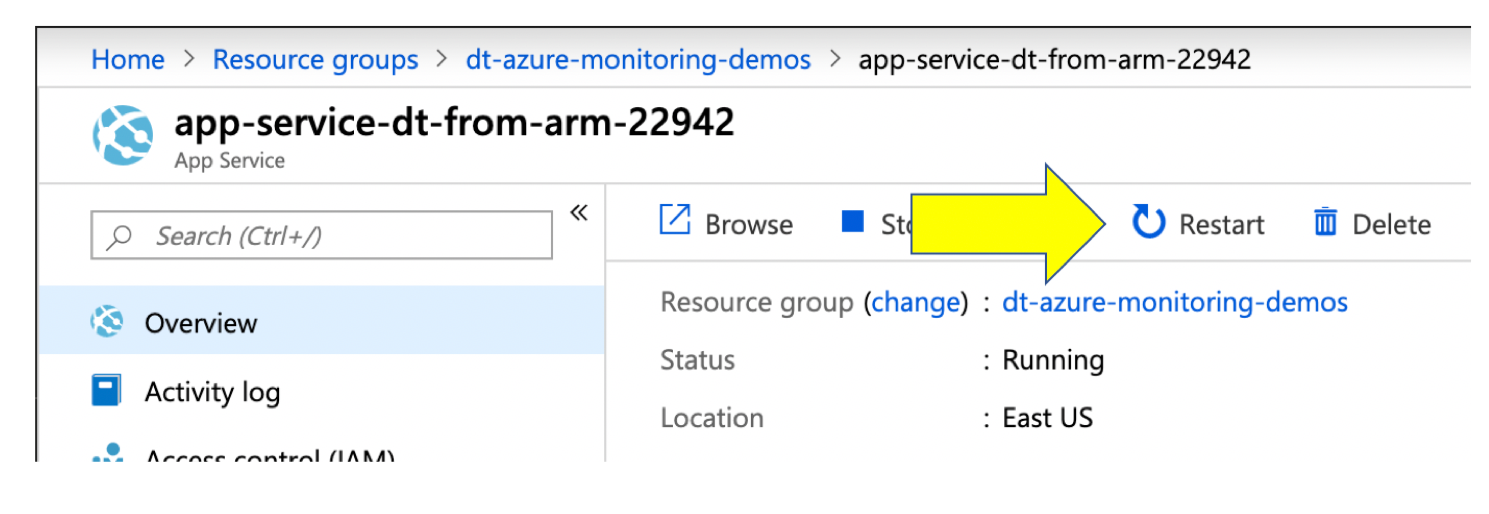 Home > Resource groups > dt-azure-monitoring-demos > app-service-dt-from-arm-22942
app-service-dt-from-arm-22942
App Service
Search (Ctrl+/) «
Browse Restart Delete
Overview
Activity log
Access control (IAM)
Resource group (change) : dt-azure-monitoring-demos
Status : Running
Location : East US